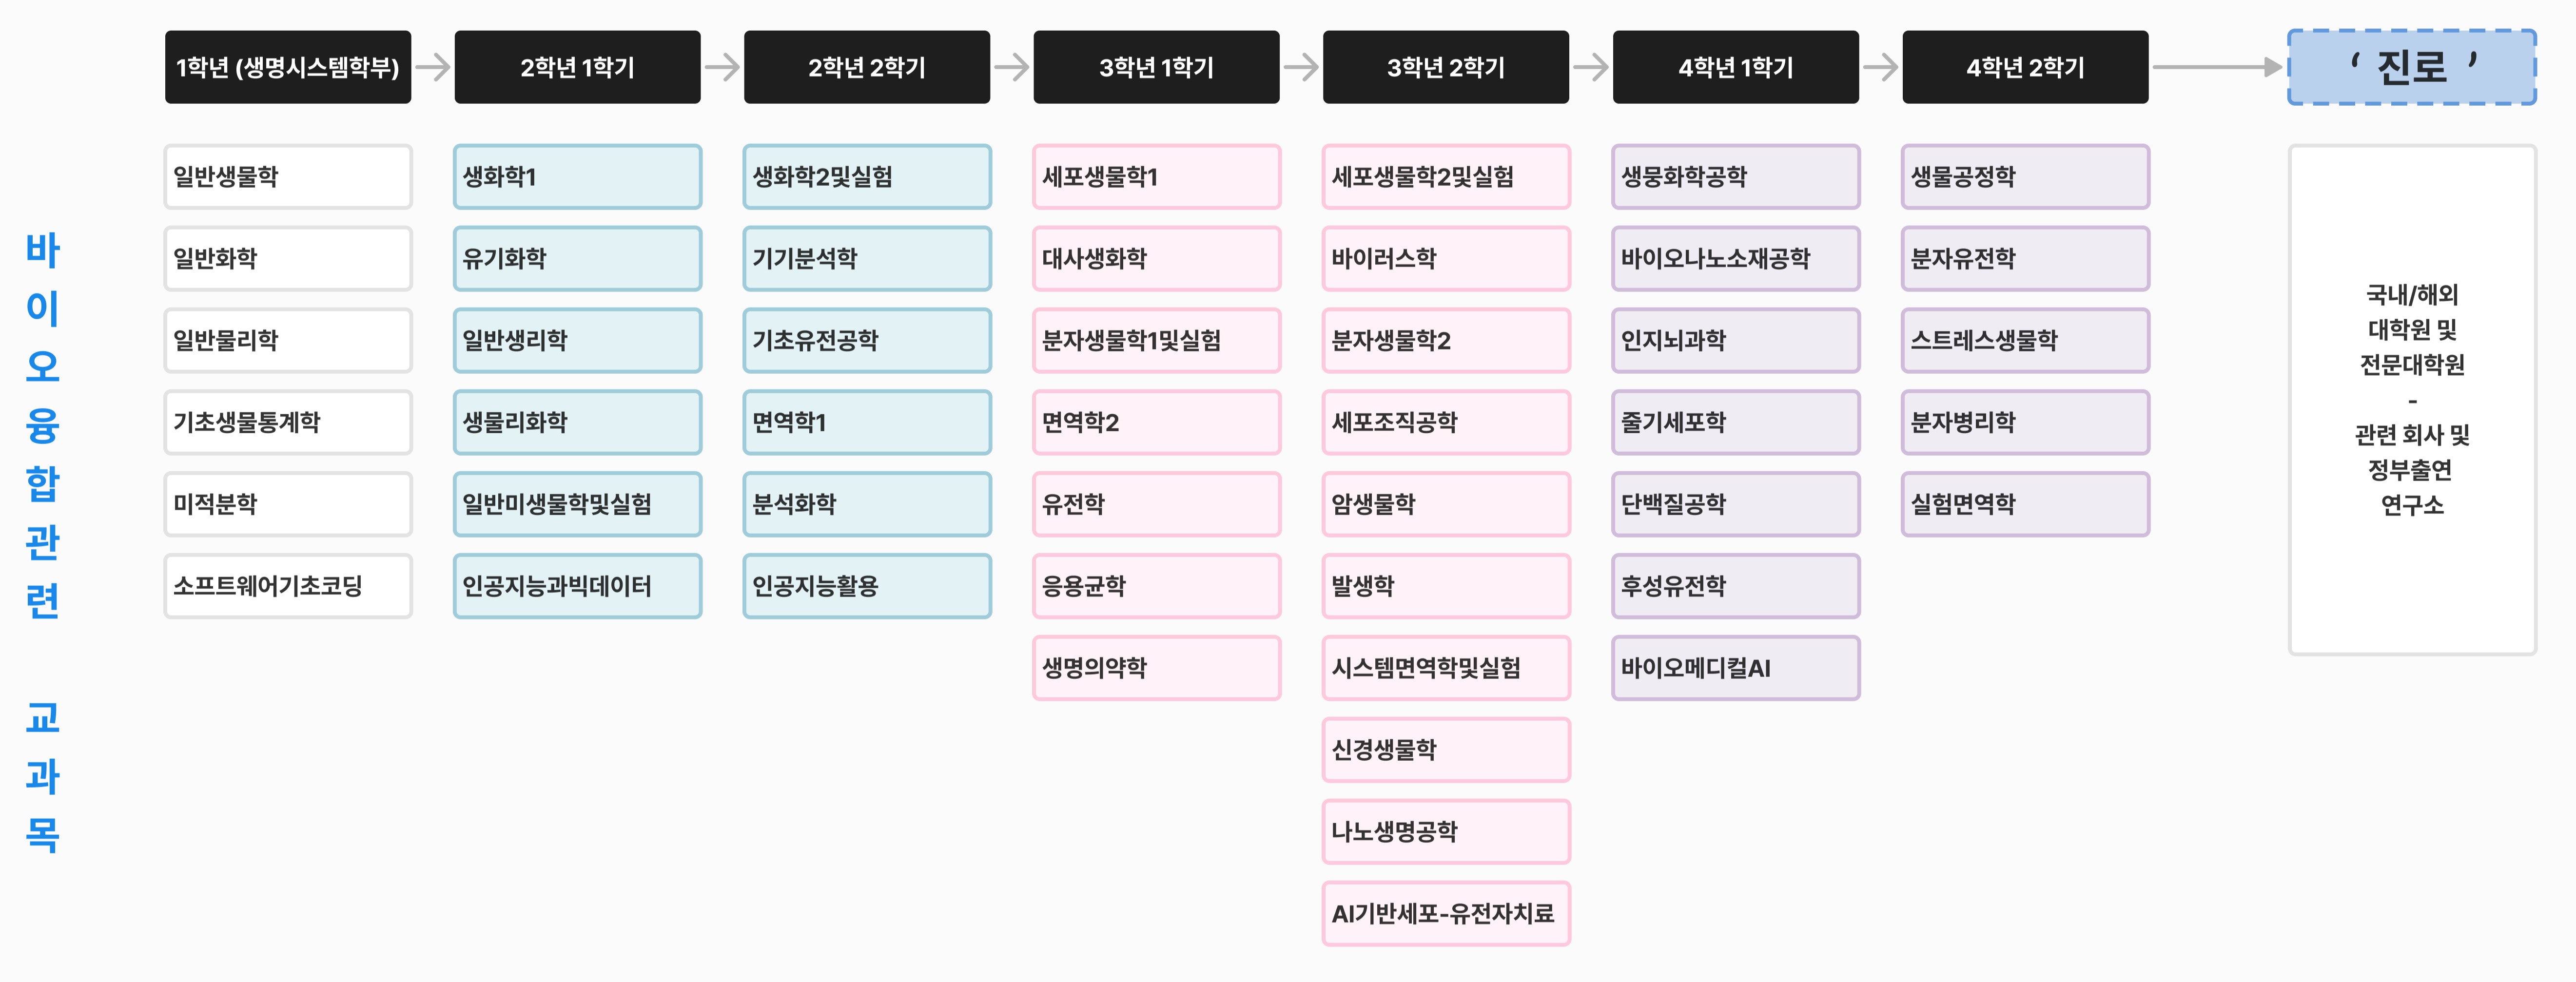 바이오융합관련 교과목
1학년 (생명시스템학부)
일반생물학
일반화학
일반물리학
기초생물통계학
미적분학
소프트웨어기초코딩
2학년 1학기
생화학1
유기화학
일반생리학
생물리화학
일반미생물학및실험
인공지능과빅데이터
2학년 2학기
생화학2및실험
기기분석학
기초유전공학
면역학1
분석화학
인공지능활용
3학년 1학기
세포생물학1
대사생화학
분자생물학1및실험
면역학2
유전학
응용균학
생명의약학
3학년 2학기
세포생물학2및실험
바이러스학
분자생물학2
세포조직공학
암생물학
발생학
시스템면역학및실험
신경생물학
나노생명공학
AI기반세포-유전자치료
4학년 1학기
생뭉화학공학
바이오나노소재공학
인지뇌과학
줄기세포학
단백질공학
후성유전학
바이오메디컬AI
4학년 2학기
생물공정학
분자유전학
스트레스생물학
분자병리학
실험면역학
‘ 진로 ’
국내/해외
대학원 및
전문대학원
-
관련 회사 및
정부출연
연구소